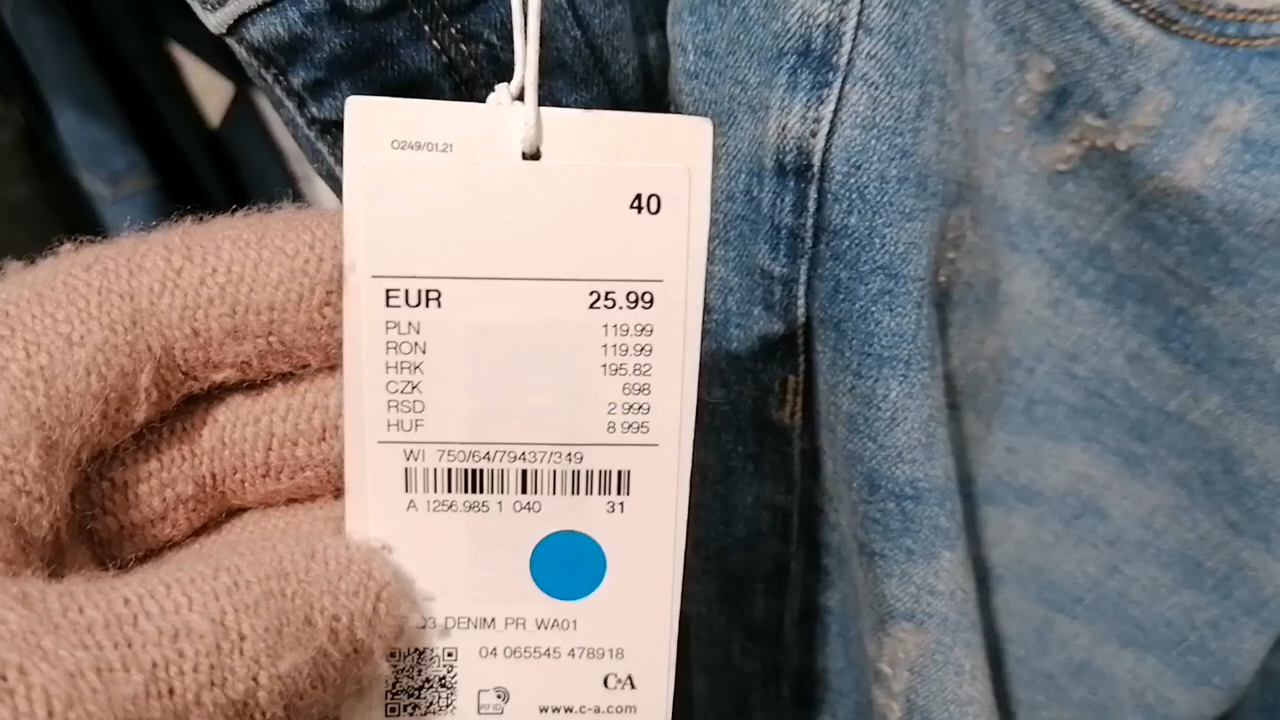 0249/01.21
40
EUR 25.99
PLN 119.99
RON 119.99
HRK 195.82
CZK 698
RSD 2 999
HUF 8 995
WI 750/64/79437/349
A 1256.985 1 040 31
DENIM_PR_WA01
04 065545 478918
C&A
RFID
www.c-a.com